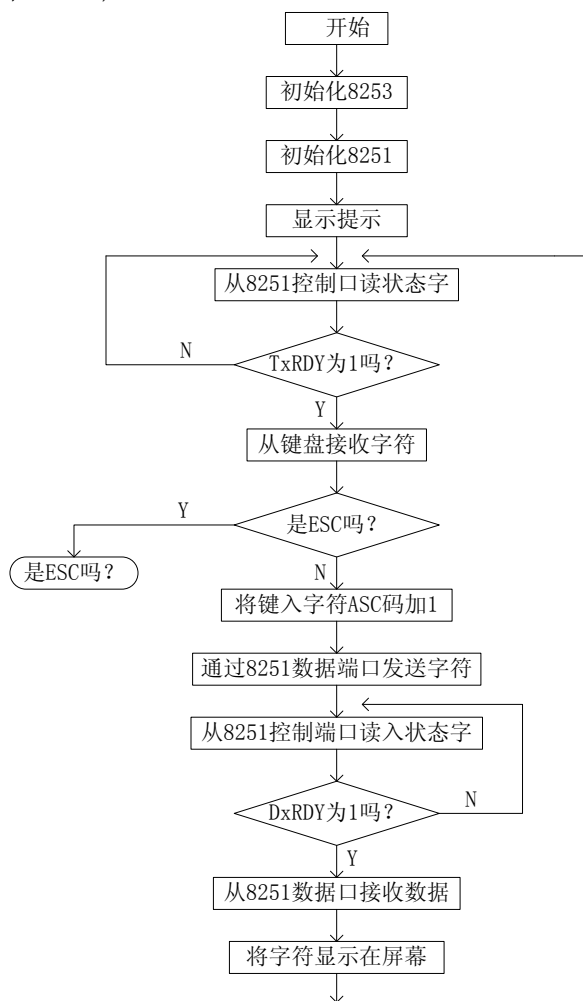 开始
初始化8253
初始化8251
显示提示
从8251控制口读状态字
N
TxRDY为1吗?
Y
从键盘接收字符
Y
是ESC吗?
是ESC吗?
N
将键入字符ASC码加1
通过8251数据端口发送字符
从8251控制端口读入状态字
DxRDY为1吗?
N
Y
从8251数据口接收数据
将字符显示在屏幕